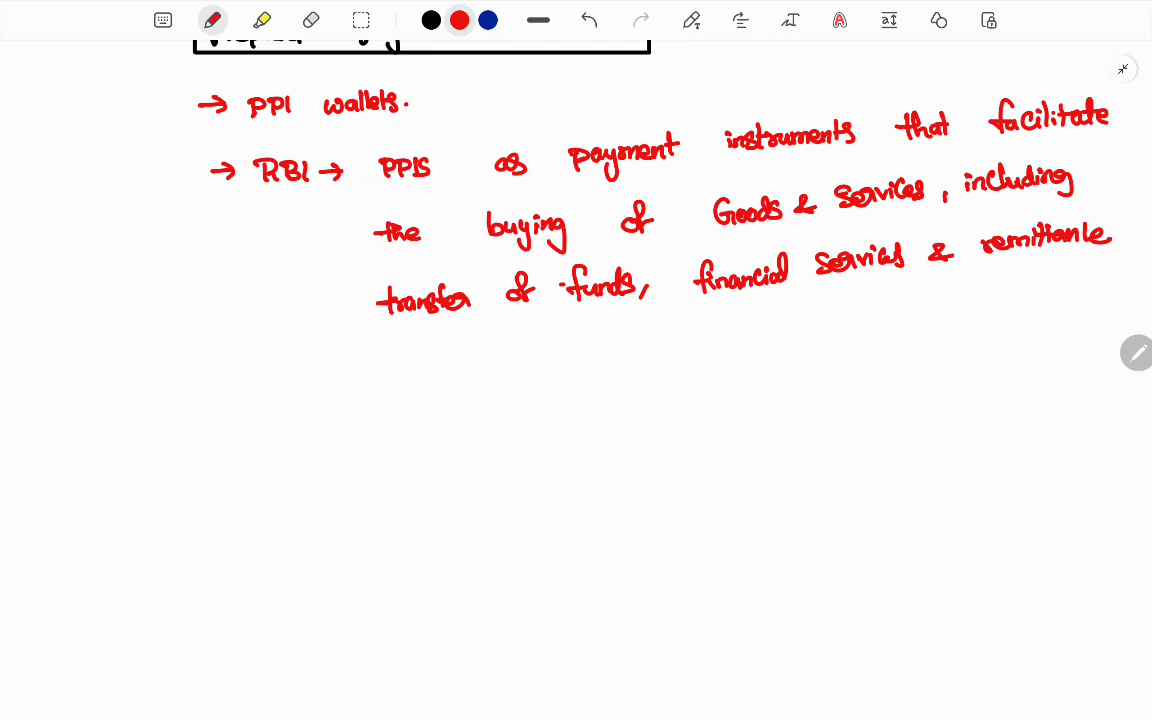 → PPI wallets.
→ RBI → PPIS as payment instruments that facilitate
the buying of Goods & Services, including
transfer of funds, financial services & remittance